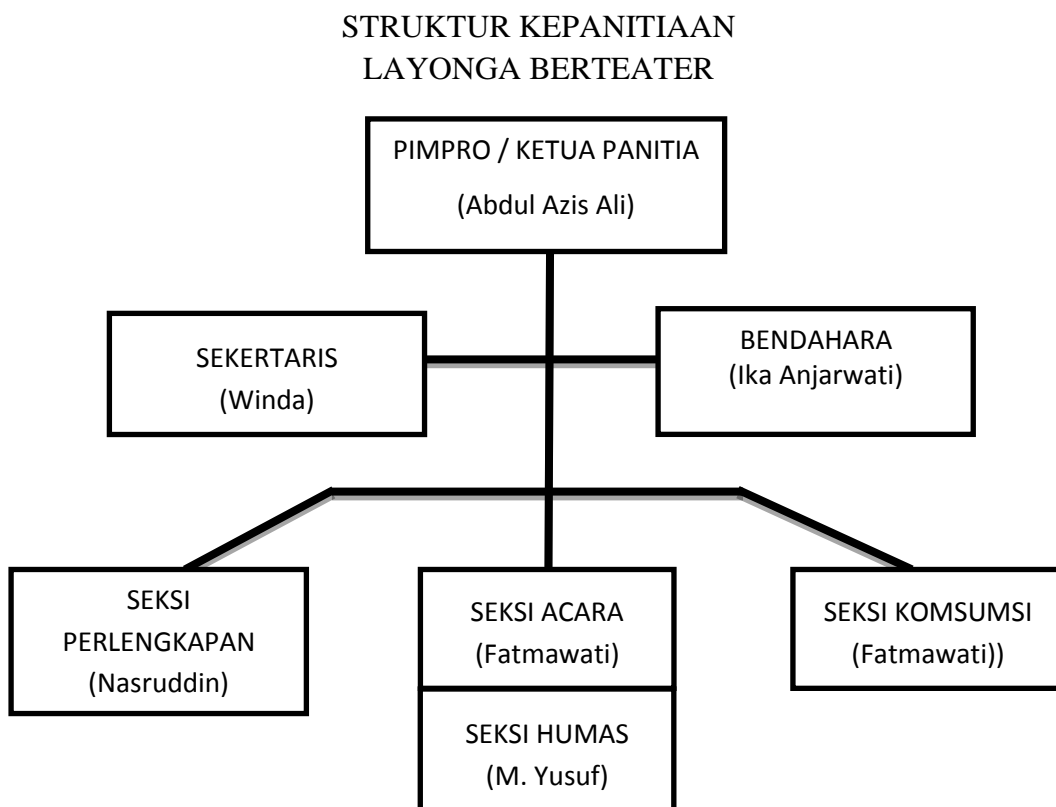 STRUKTUR KEPANITIAAN
LAYONGA BERTEATER
PIMPRO / KETUA PANITIA
(Abdul Azis Ali)
SEKERTARIS
(Winda)
BENDAHARA
(Ika Anjarwati)
SEKSI
PERLENGKAPAN
(Nasruddin)
SEKSI ACARA
(Fatmawati)
SEKSI KOMSUMSI
(Fatmawati))
SEKSI HUMAS
(M. Yusuf)